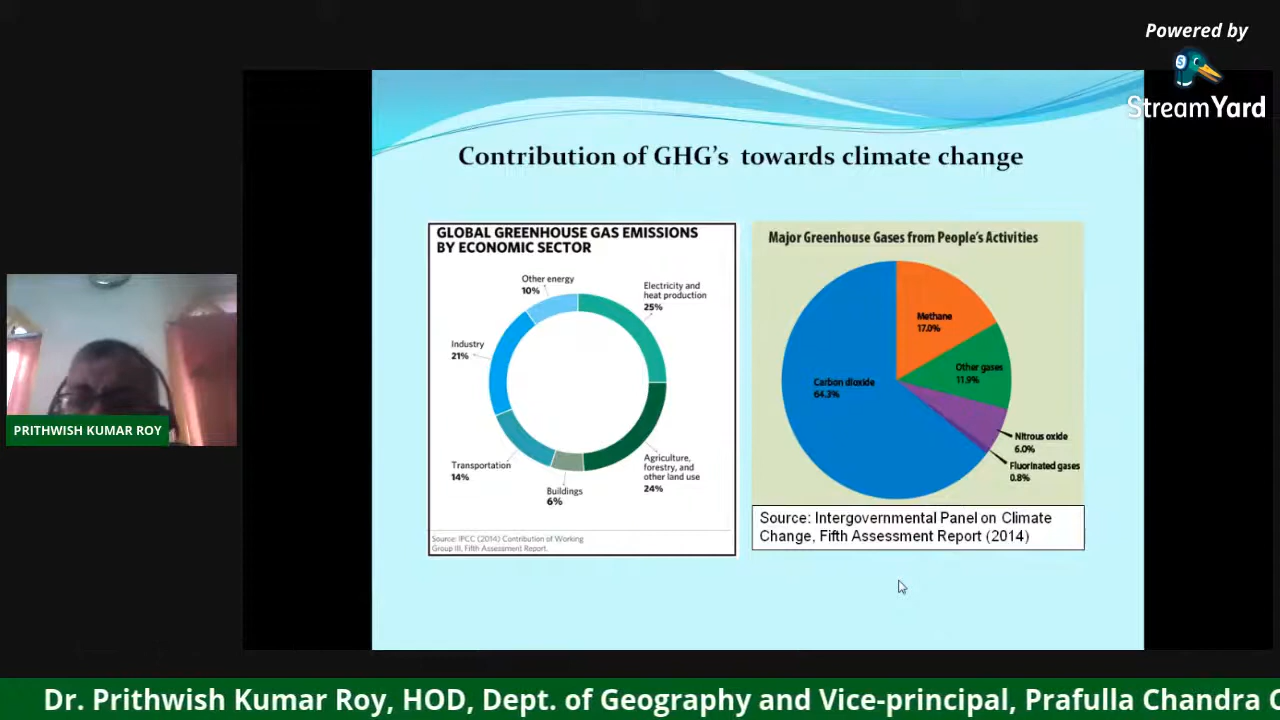 Powered by
StreamYard
Contribution of GHG's towards climate change
GLOBAL GREENHOUSE GAS EMISSIONS
BY ECONOMIC SECTOR
Other energy
10%
Electricity and
heat production
25%
Industry
21%
Transportation
14%
Buildings
6%
Agriculture,
forestry, and
other land use
24%
Source: IPCC (2014) Contribution of Working
Group III, Fifth Assessment Report.
Major Greenhouse Gases from People's Activities
Methane
17.0%
Other gases
11.9%
Carbon dioxide
64.3%
Nitrous oxide
6.0%
Fluorinated gases
0.8%
Source: Intergovernmental Panel on Climate
Change, Fifth Assessment Report (2014)
PRITHWISH KUMAR ROY
Dr. Prithwish Kumar Roy, HOD, Dept. of Geography and Vice-principal, Prafulla Chandra C